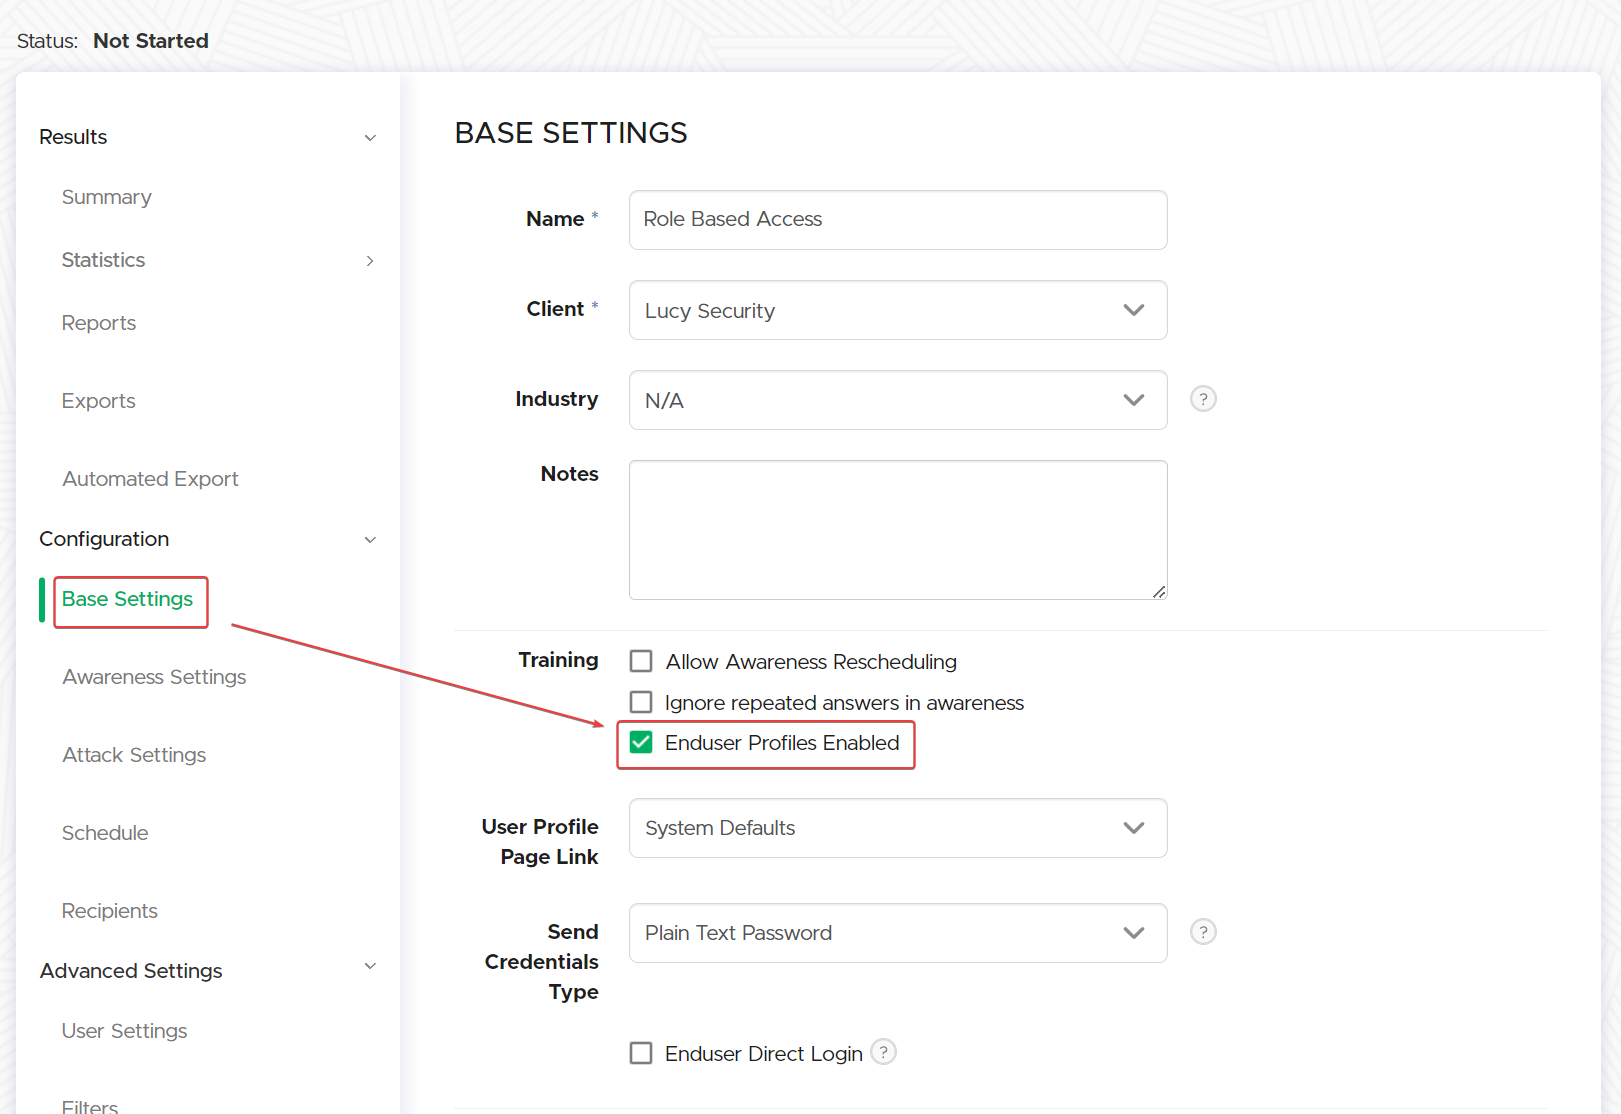 Status: Not Started
Results
Summary
Statistics
Reports
Exports
Automated Export
Configuration
Base Settings
Awareness Settings
Attack Settings
Schedule
Recipients
Advanced Settings
User Settings
Filters
BASE SETTINGS
Name *
Role Based Access
Client *
Lucy Security
Industry
N/A
?
Notes
Training
Allow Awareness Rescheduling
Ignore repeated answers in awareness
Enduser Profiles Enabled
User Profile
Page Link
System Defaults
Send
Credentials
Type
Plain Text Password
?
Enduser Direct Login ?